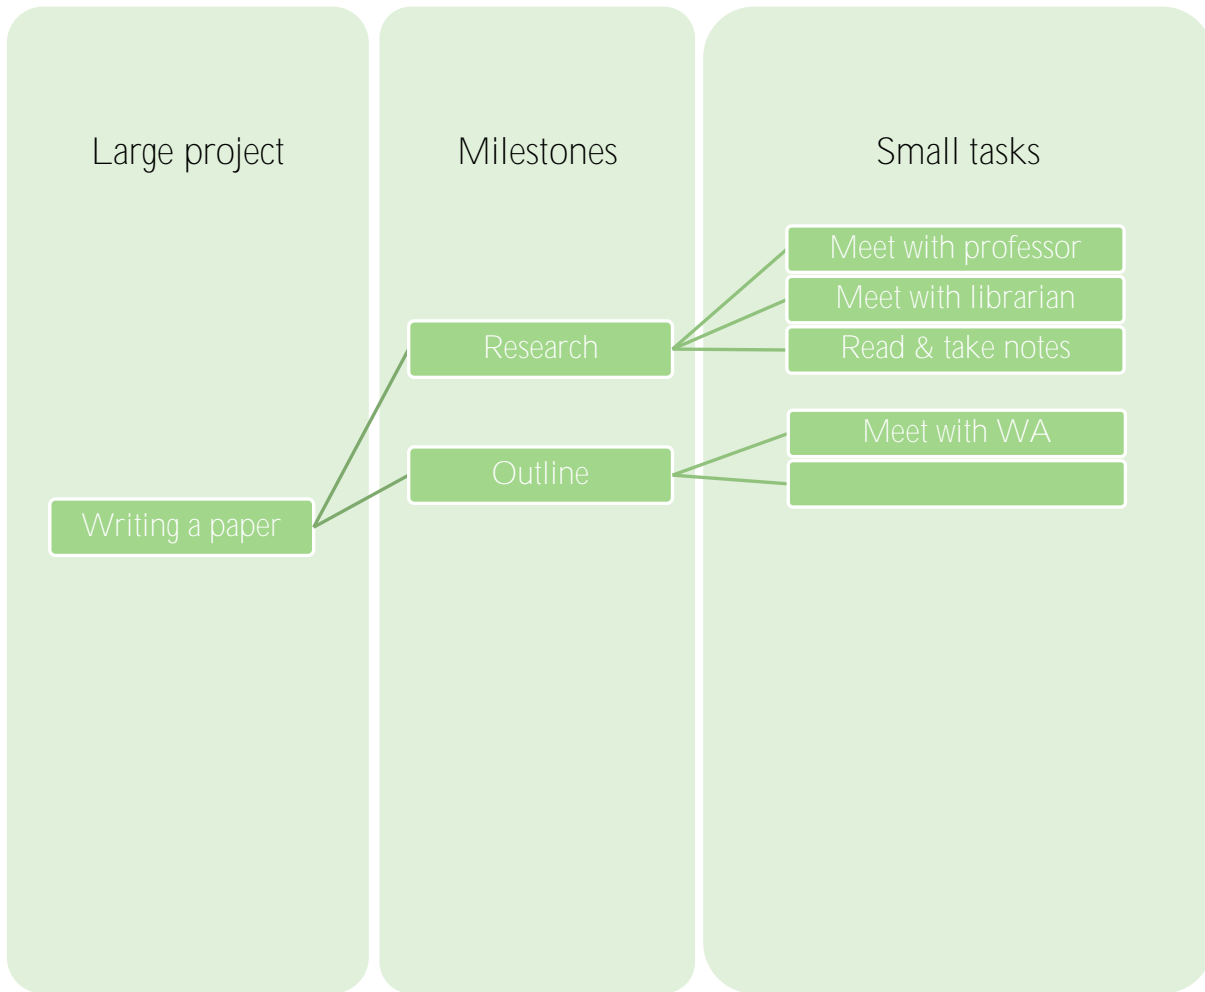 Large project
Milestones
Small tasks
Meet with professor
Meet with librarian
Research
Read & take notes
Meet with WA
Outline
Writing a paper